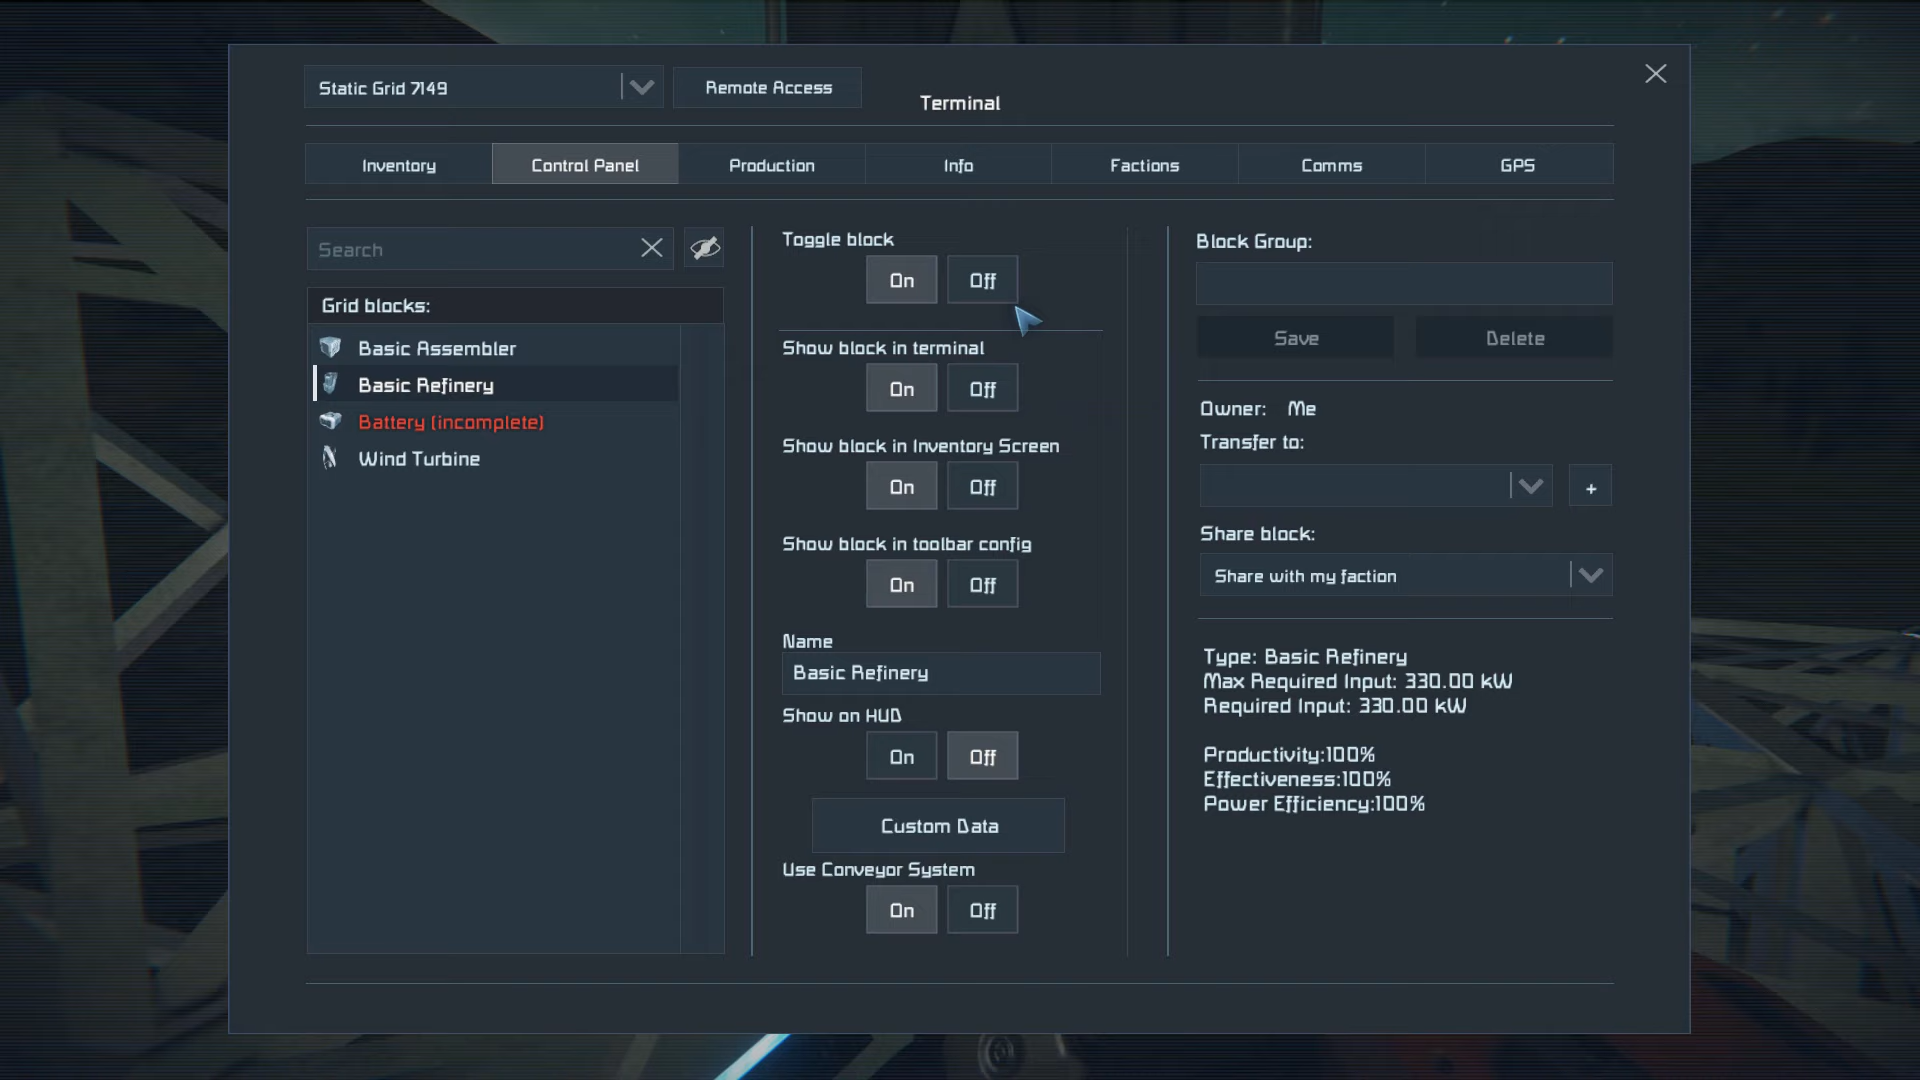 Static Grid 7149
Remote Access
Terminal
Inventory
Control Panel
Production
Info
Factions
Comms
GPS
Search
Grid blocks:
Basic Assembler
Basic Refinery
Battery (incomplete)
Wind Turbine
Toggle block
On Off
Show block in terminal
On Off
Show block in Inventory Screen
On Off
Show block in toolbar config
On Off
Name
Basic Refinery
Show on HUD
On Off
Custom Data
Use Conveyor System
On Off
Block Group:
Save Delete
Owner: Me
Transfer to:
+
Share block:
Share with my faction
Type: Basic Refinery
Max Required Input: 330.00 kW
Required Input: 330.00 kW
Productivity:100%
Effectiveness:100%
Power Efficiency:100%